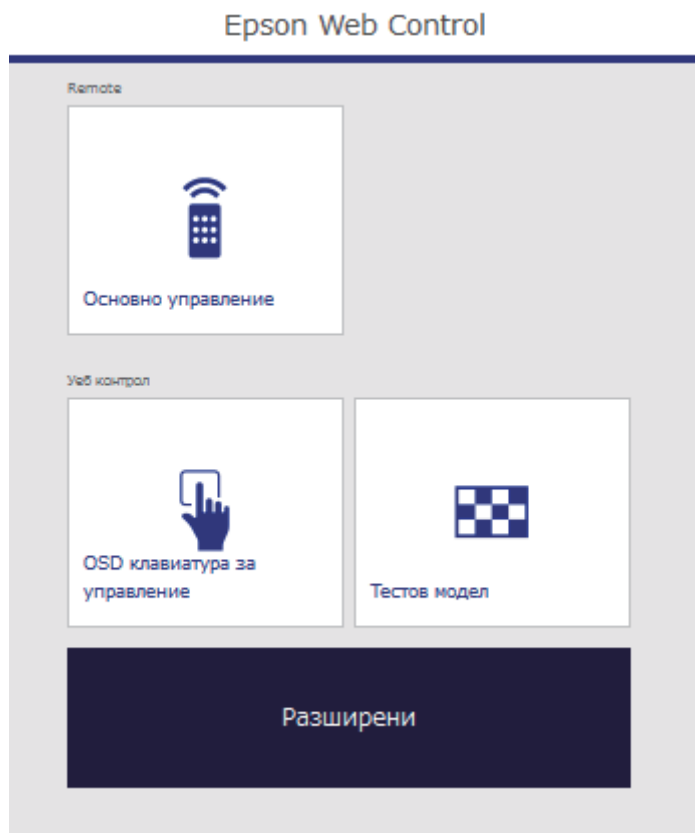 Epson Web Control
Remote
Основно управление
Уеб контрол
OSD клавиатура за
управление
Тестов модел
Разширени